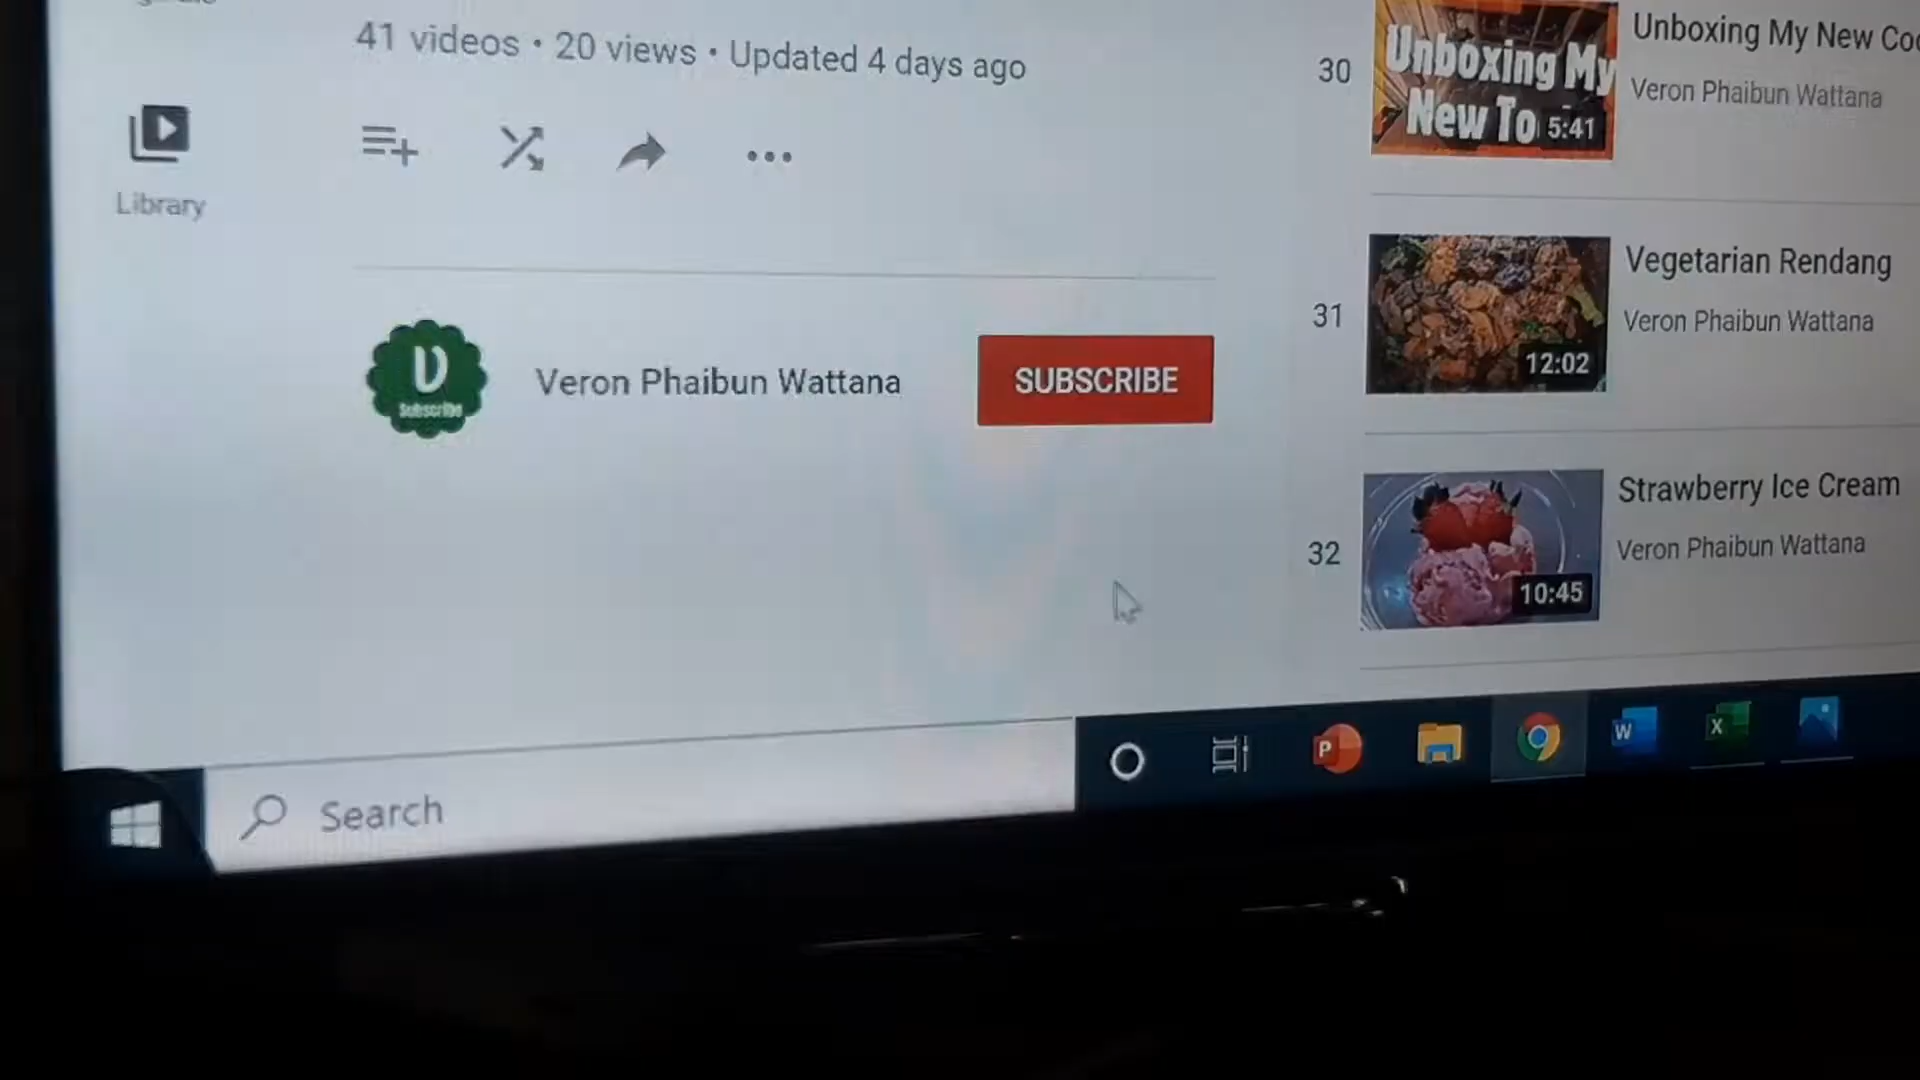 41 videos • 20 views • Updated 4 days ago
Library
Veron Phaibun Wattana
SUBSCRIBE
Subscribe
30
Unboxing My
New To
5:41
Unboxing My New
Veron Phaibun Wattana
31
12:02
Vegetarian Rendang
Veron Phaibun Wattana
32
10:45
Strawberry Ice Cream
Veron Phaibun Wattana
Search
P
W
X